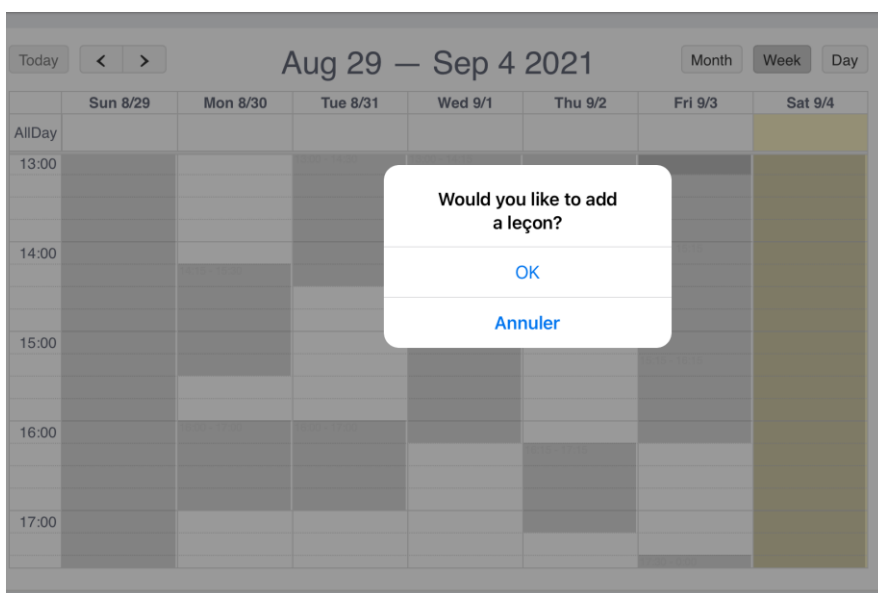 Today
Aug 29 — Sep 4 2021
Month
Week
Day
Sun 8/29
Mon 8/30
Tue 8/31
Wed 9/1
Thu 9/2
Fri 9/3
Sat 9/4
AllDay
13:00
Would you like to add
a leçon?
14:00
OK
Annuler
15:00
16:00
17:00